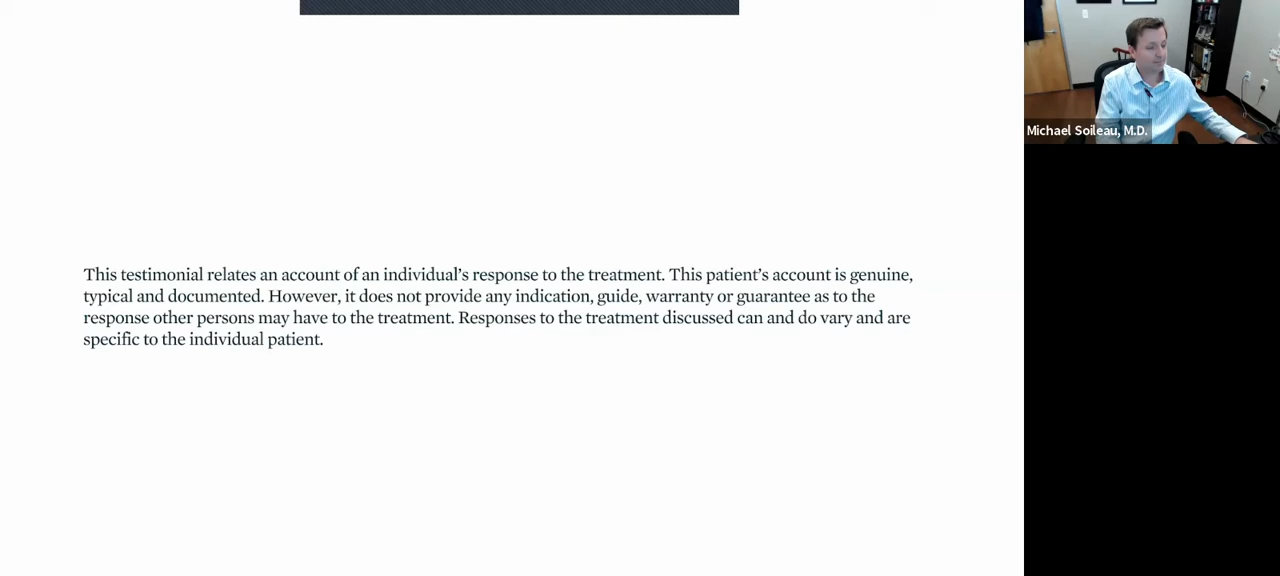 This testimonial relates an account of an individual’s response to the treatment. This patient’s account is genuine,
typical and documented. However, it does not provide any indication, guide, warranty or guarantee as to the
response other persons may have to the treatment. Responses to the treatment discussed can and do vary and are
specific to the individual patient.
Michael Soileau, M.D.